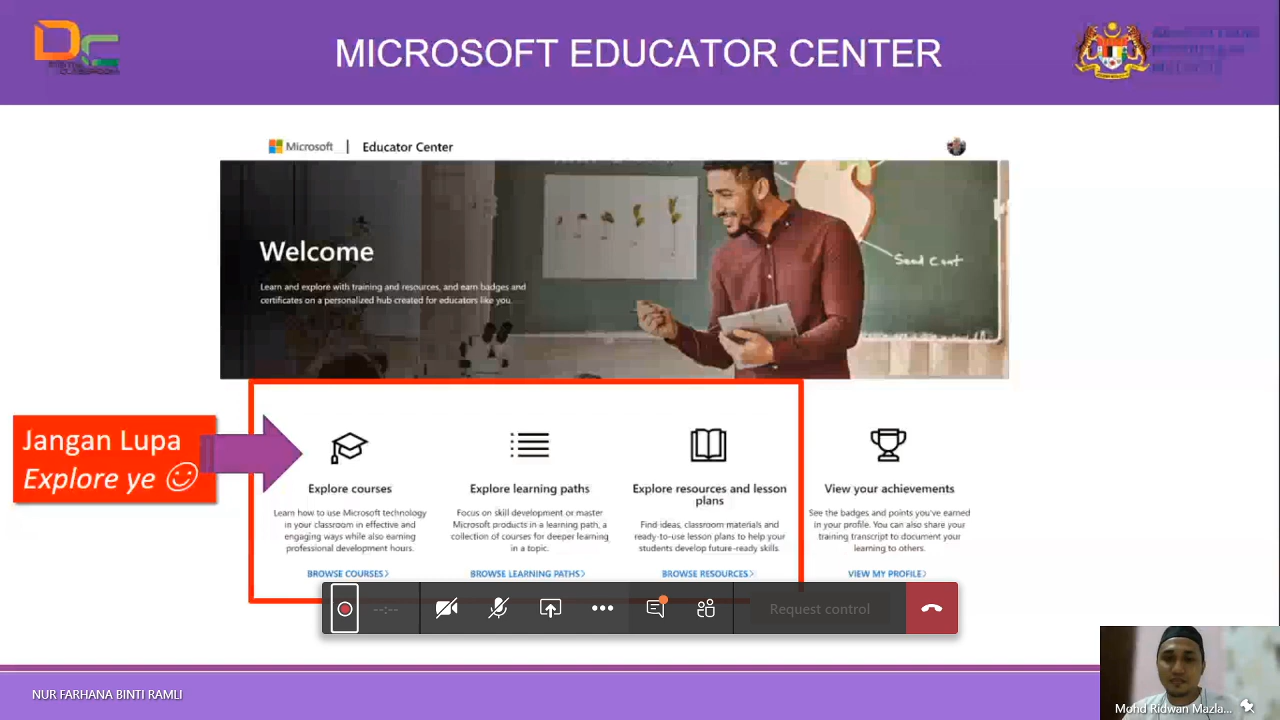 MICROSOFT EDUCATOR CENTER
Microsoft | Educator Center
Welcome
Learn and explore with training and resources, and earn badges and
certificates on a personalized hub created for educators like you.
Seed Coat
Jangan Lupa
Explore ye
Explore courses
Learn how to use Microsoft technology
in your classroom in effective and
engaging ways while also earning
professional development hours.
BROWSE COURSES>
Explore learning paths
Focus on skill development or master
Microsoft products in a learning path, a
collection of courses for deeper learning
in a topic.
BROWSE LEARNING PATHS>
Explore resources and lesson
plans
Find ideas, classroom materials and
ready-to-use lesson plans to help your
students develop future-ready skills.
BROWSE RESOURCES>
View your achievements
See the badges and points you've earned
in your profile. You can also share your
training transcript to document your
learning to others.
VIEW MY PROFILE>
--:--
Request control
NUR FARHANA BINTI RAMLI
Mohd Ridwan Mazla...